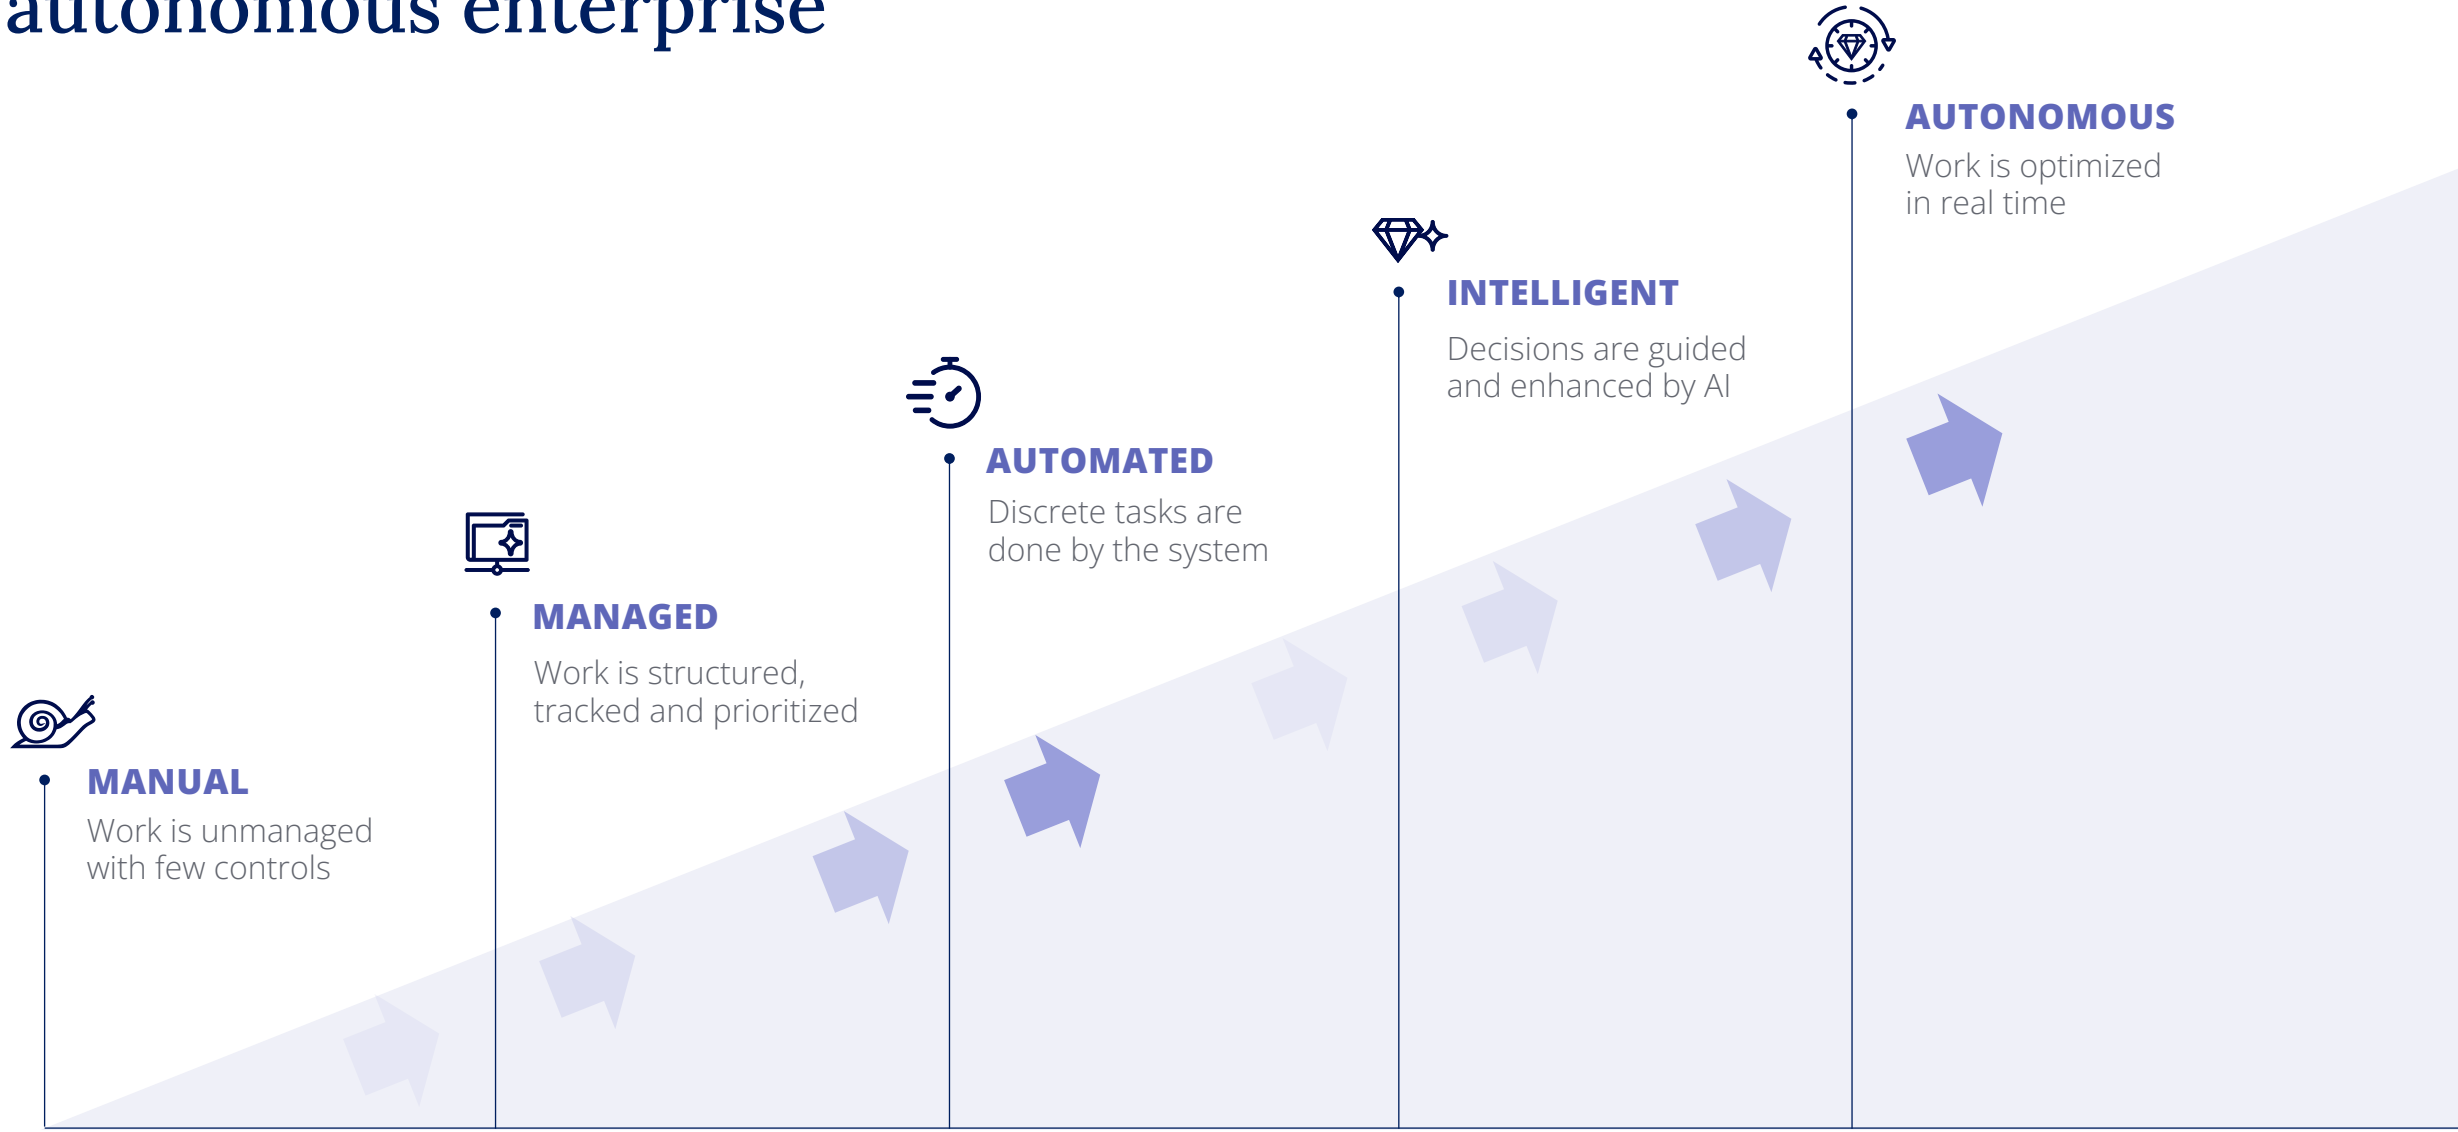 autonomous enterprise
AUTONOMOUS
Work is optimized
in real time
INTELLIGENT
Decisions are guided
and enhanced by AI
AUTOMATED
Discrete tasks are
done by the system
MANAGED
Work is structured,
tracked and prioritized
MANUAL
Work is unmanaged
with few controls